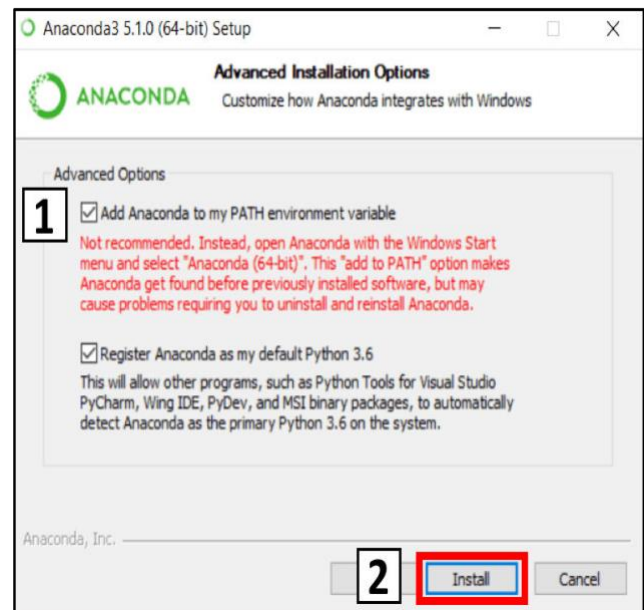 Anaconda3 5.1.0 (64-bit) Setup
ANACONDA
Advanced Installation Options
Customize how Anaconda integrates with Windows
Advanced Options
1
Add Anaconda to my PATH environment variable
Not recommended. Instead, open Anaconda with the Windows Start
menu and select "Anaconda (64-bit)". This "add to PATH" option makes
Anaconda get found before previously installed software, but may
cause problems requiring you to uninstall and reinstall Anaconda.
Register Anaconda as my default Python 3.6
This will allow other programs, such as Python Tools for Visual Studio
PyCharm, Wing IDE, PyDev, and MSI binary packages, to automatically
detect Anaconda as the primary Python 3.6 on the system.
Anaconda, Inc.
2
Install
Cancel